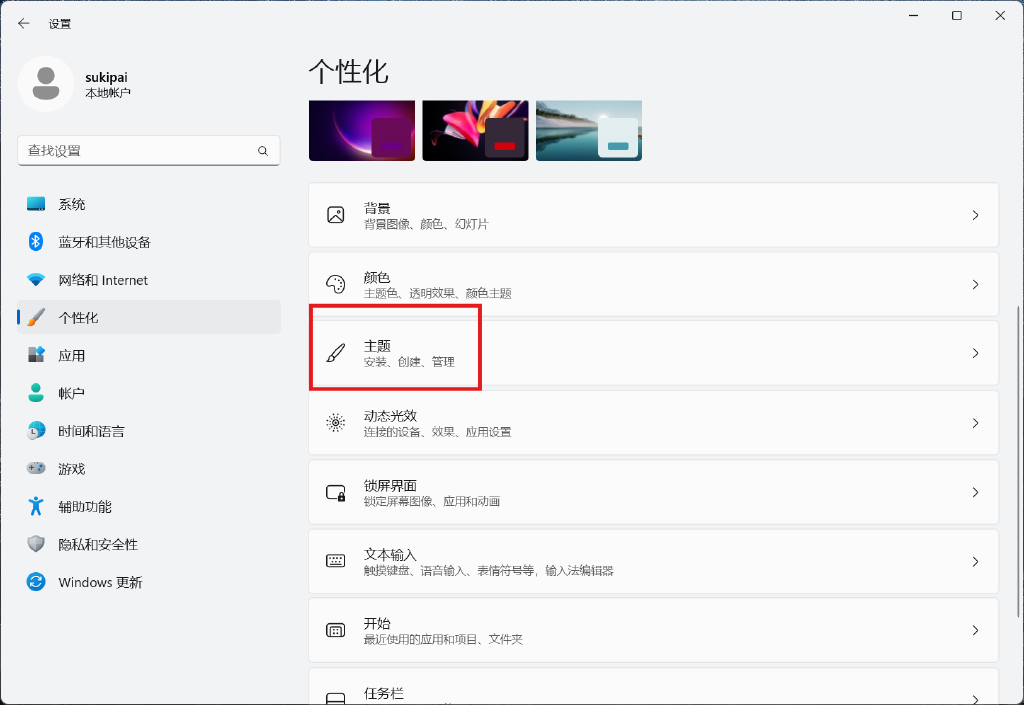 设置
sukipai
本地帐户
查找设置
系统
蓝牙和其他设备
网络和 Internet
个性化
应用
帐户
时间和语言
游戏
辅助功能
隐私和安全性
Windows 更新
个性化
背景
背景图像、颜色、幻灯片
颜色
主题色、透明效果、颜色主题
主题
安装、创建、管理
动态光效
连接的设备、效果、应用设置
锁屏界面
锁定屏幕图像、应用和动画
文本输入
触摸键盘、语音输入、表情符号等，输入法编辑器
开始
最近使用的应用和项目、文件夹
任务栏